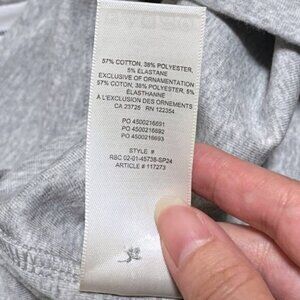 57% COTTON, 38% POLYESTER,
5% ELASTANE
EXCLUSIVE OF ORNAMENTATION
57% COTON, 38% POLYESTER, 5%
ÉLASTHANNE
À L'EXCLUSION DES ORNEMENTS
CA 23725 RN 122354
PO 4500216691
PO 4500216692
PO 4500216693
STYLE #
RSC 02-01-45738-SP24
ARTICLE # 117273